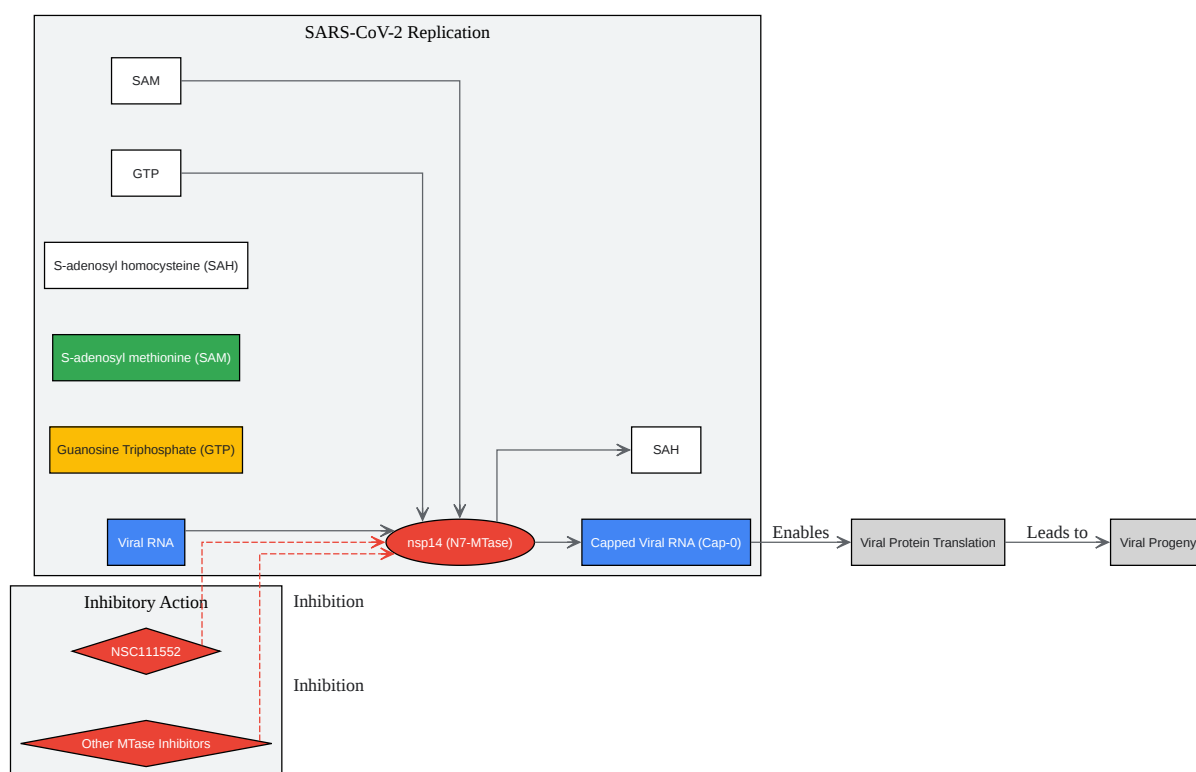 SARS-CoV-2 Replication
SAM
GTP
S-adenosyl homocysteine (SAH)
S-adenosyl methionine (SAM)
Guanosine Triphosphate (GTP)
SAH
Viral RNA
nsp14 (N7-MTase)
Capped Viral RNA (Cap-0)
Enables
Viral Protein Translation
Leads to
Viral Progeny
Inhibitory Action
Inhibition
NSC111552
Inhibition
Other MTase Inhibitors